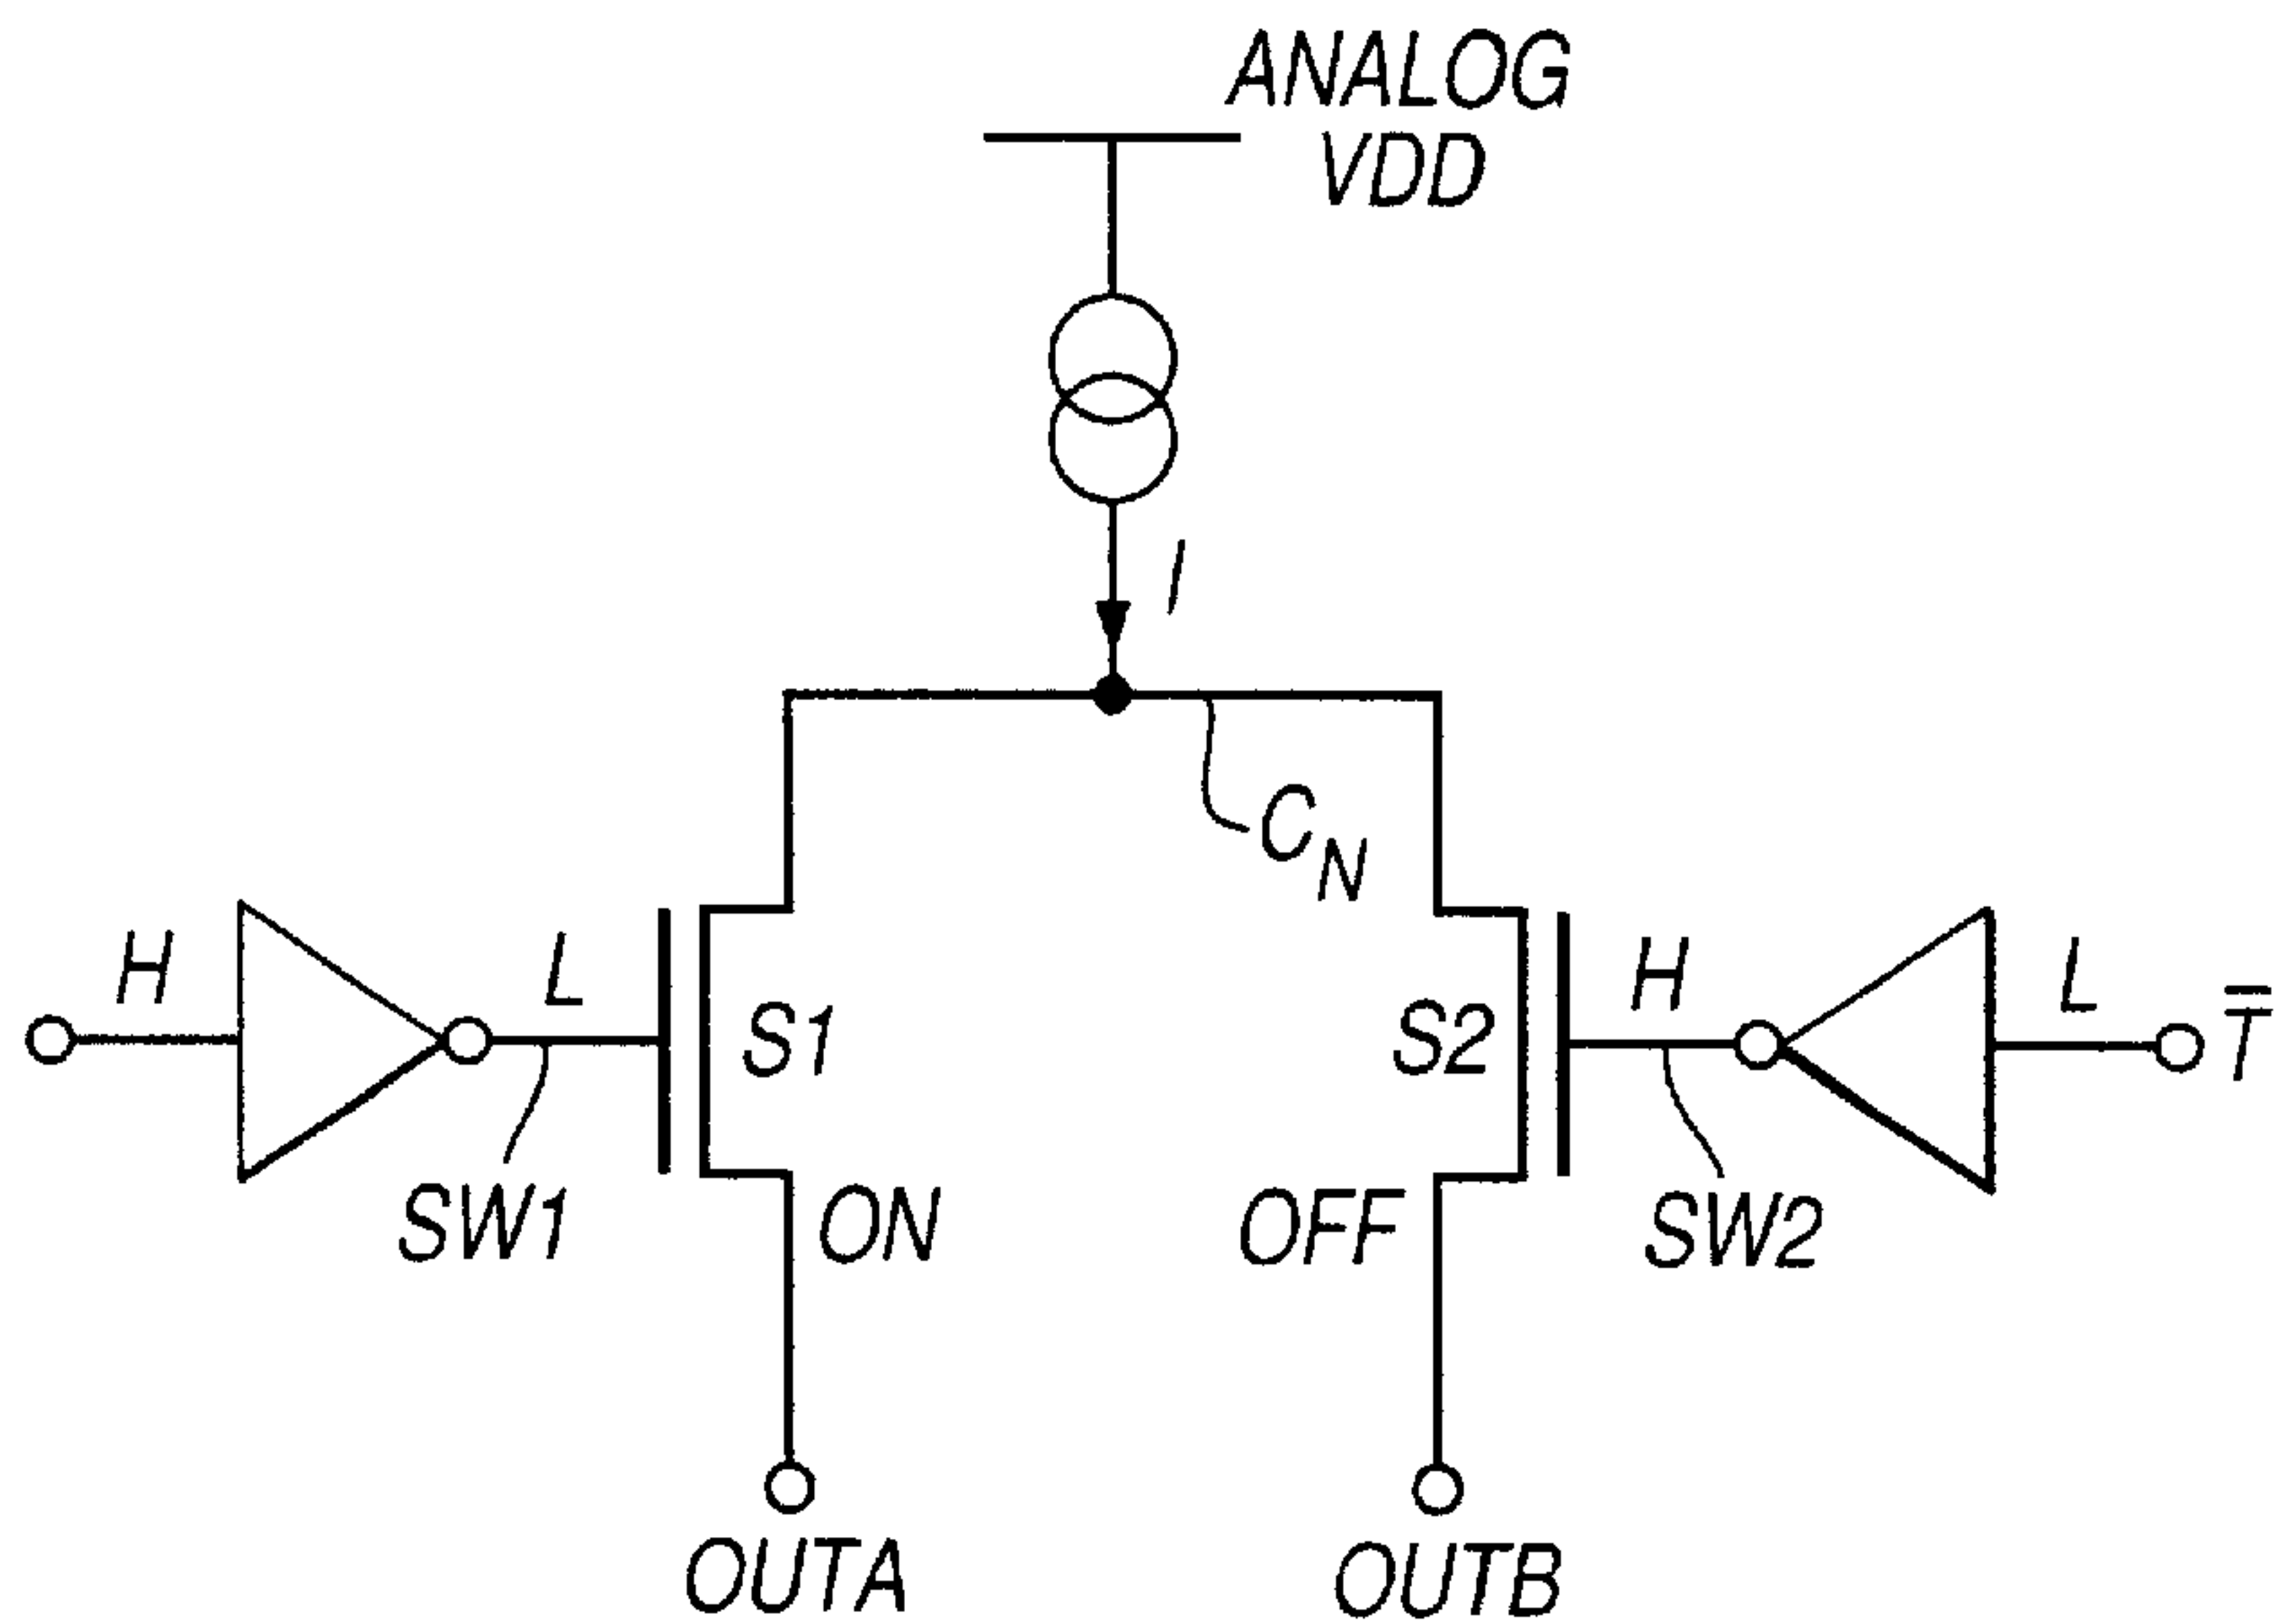 ANALOG
VDD
I
C_N
H
L
S1
S2
H
L
T̅
SW1
ON
OFF
SW2
OUTA
OUTB